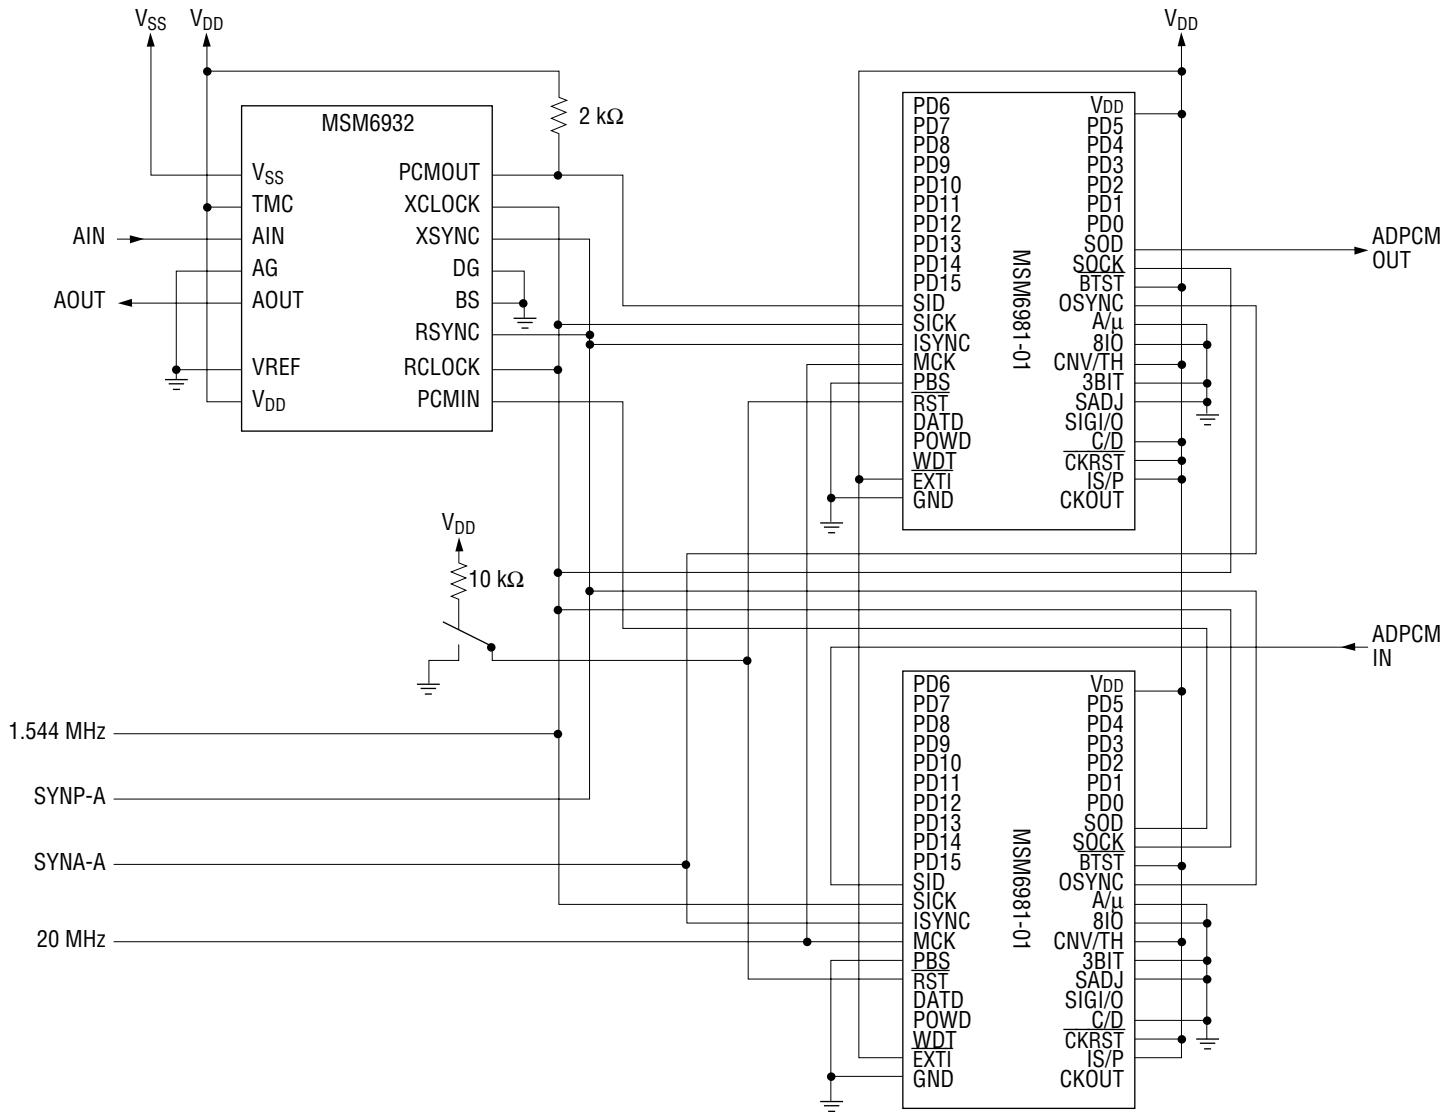 VSS VDD
VDD
MSM6932
2 kΩ
VSS
TMC
AIN
AG
AOUT
VREF
VDD
PCMOUT
XCLOCK
XSYNC
DG
BS
RSYNC
RCLOCK
PCMIN
AIN
AOUT
PD6
PD7
PD8
PD9
PD10
PD11
PD12
PD13
PD14
PD15
SID
SICK
ISYNC
MCK
PBS
RST
DATD
POWD
WDT
EXTI
GND
MSM6981-01
VDD
PD5
PD4
PD3
PD2
PD1
PD0
SOD
SOCK
BTST
OSYNC
A/μ
8IO
CNV/TH
3BIT
SADJ
SIGI/O
C/D
CKRST
IS/P
CKOUT
ADPCM
OUT
VDD
10 kΩ
ADPCM
IN
1.544 MHz
SYNP-A
SYNA-A
20 MHz
PD6
PD7
PD8
PD9
PD10
PD11
PD12
PD13
PD14
PD15
SID
SICK
ISYNC
MCK
PBS
RST
DATD
POWD
WDT
EXTI
GND
MSM6981-01
VDD
PD5
PD4
PD3
PD2
PD1
PD0
SOD
SOCK
BTST
OSYNC
A/μ
8IO
CNV/TH
3BIT
SADJ
SIGI/O
C/D
CKRST
IS/P
CKOUT